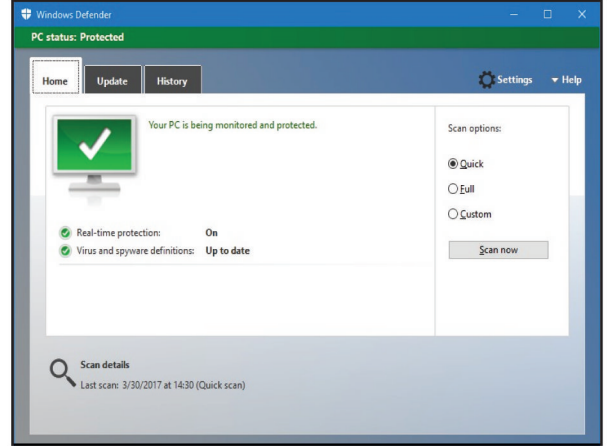 Windows Defender
PC status: Protected
Home Update History Settings Help
Your PC is being monitored and protected.
Scan options:
Quick
Full
Custom
Real-time protection: On
Virus and spyware definitions: Up to date
Scan now
Scan details
Last scan: 3/30/2017 at 14:30 (Quick scan)